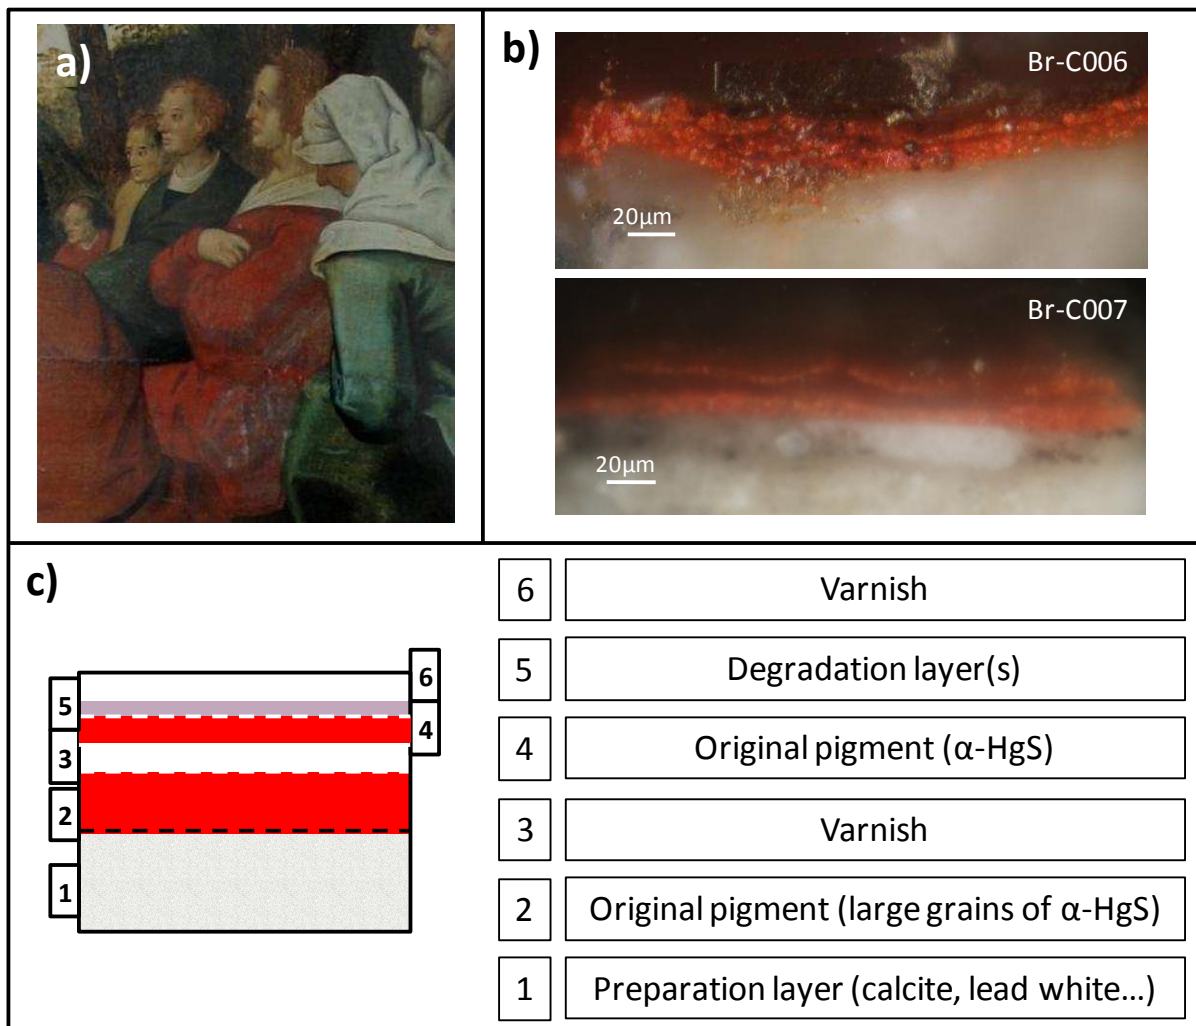 a)
b)
Br-C006
20μm
Br-C007
20μm
c)
6 Varnish
5 Degradation layer(s)
4 Original pigment (α-HgS)
3 Varnish
2 Original pigment (large grains of α-HgS)
1 Preparation layer (calcite, lead white…)
6
5
4
3
2
1